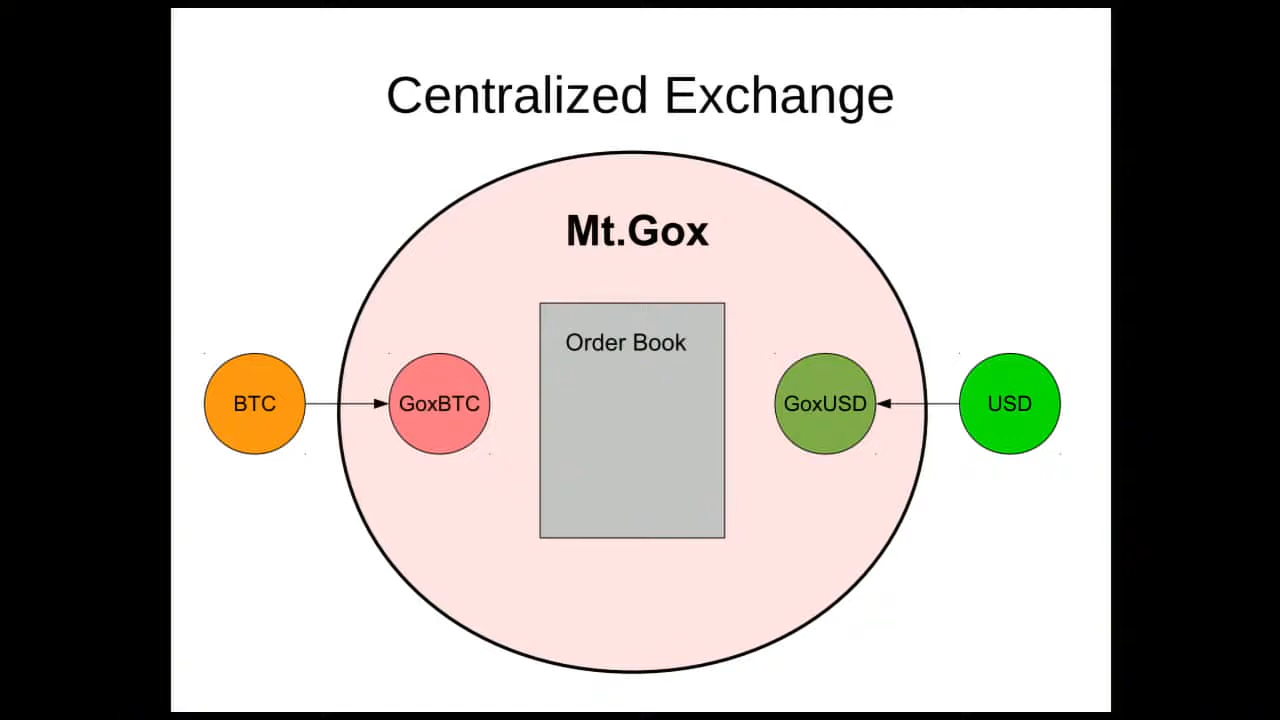 Centralized Exchange
Mt.Gox
Order Book
BTC
GoxBTC
GoxUSD
USD